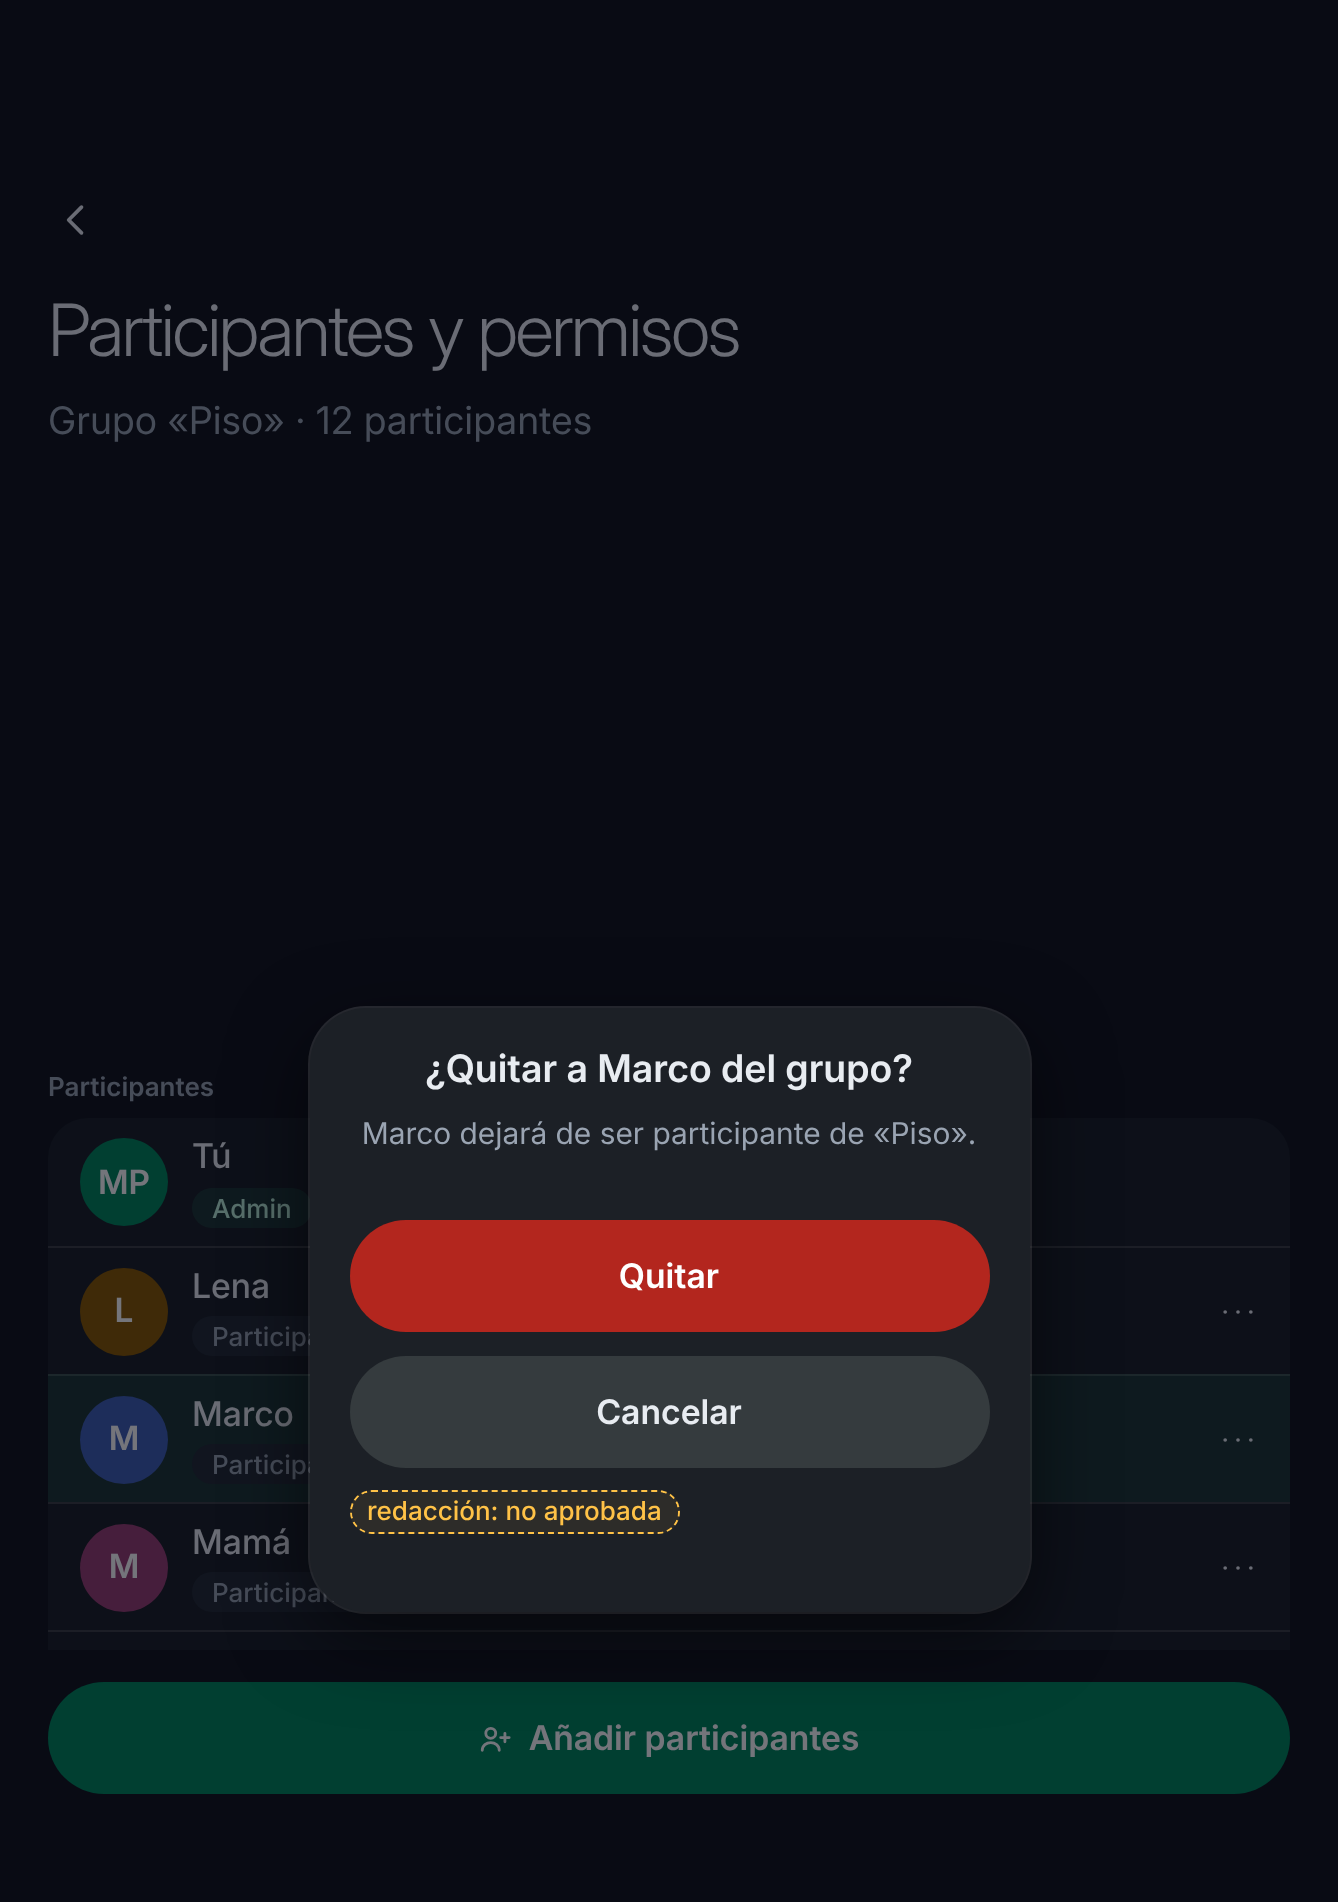 Participantes y permisos
Grupo «Piso» · 12 participantes
¿Quitar a Marco del grupo?
Marco dejará de ser participante de «Piso».
Quitar
Cancelar
redacción: no aprobada
Participantes
MP
Tú
Admin
L
Lena
M
Marco
M
Mamá
Añadir participantes